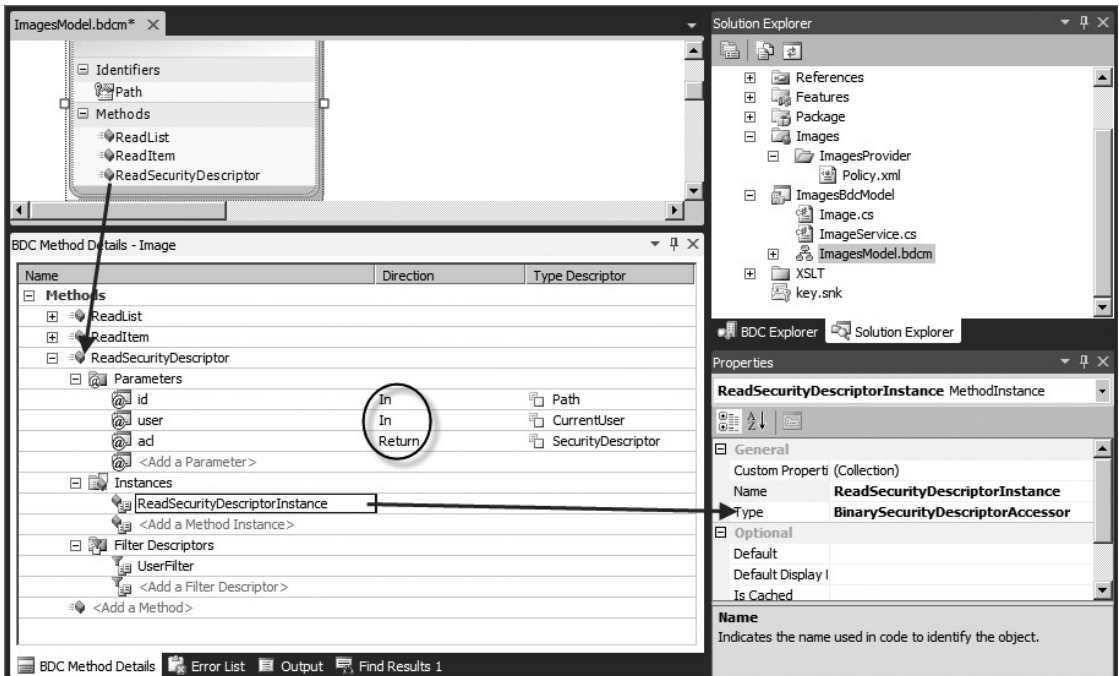 ImagesModel.bdcm*
Identifiers
Path
Methods
ReadList
ReadItem
ReadSecurityDescriptor
BDC Method Details - Image
Name Direction Type Descriptor
Methods
ReadList
ReadItem
ReadSecurityDescriptor
Parameters
id In Path
user In CurrentUser
acl Return SecurityDescriptor
<Add a Parameter>
Instances
ReadSecurityDescriptorInstance
<Add a Method Instance>
Filter Descriptors
UserFilter
<Add a Filter Descriptor>
<Add a Method>
BDC Method Details Error List Output Find Results 1
Solution Explorer
References
Features
Package
Images
ImagesProvider
Policy.xml
ImagesBdcModel
Image.cs
ImageService.cs
ImagesModel.bdcm
XSLT
key.snk
BDC Explorer Solution Explorer
Properties
ReadSecurityDescriptorInstance MethodInstance
General
Custom Properti (Collection)
Name ReadSecurityDescriptorInstance
Type BinarySecurityDescriptorAccessor
Optional
Default
Default Display I
Is Cached
Name
Indicates the name used in code to identify the object.